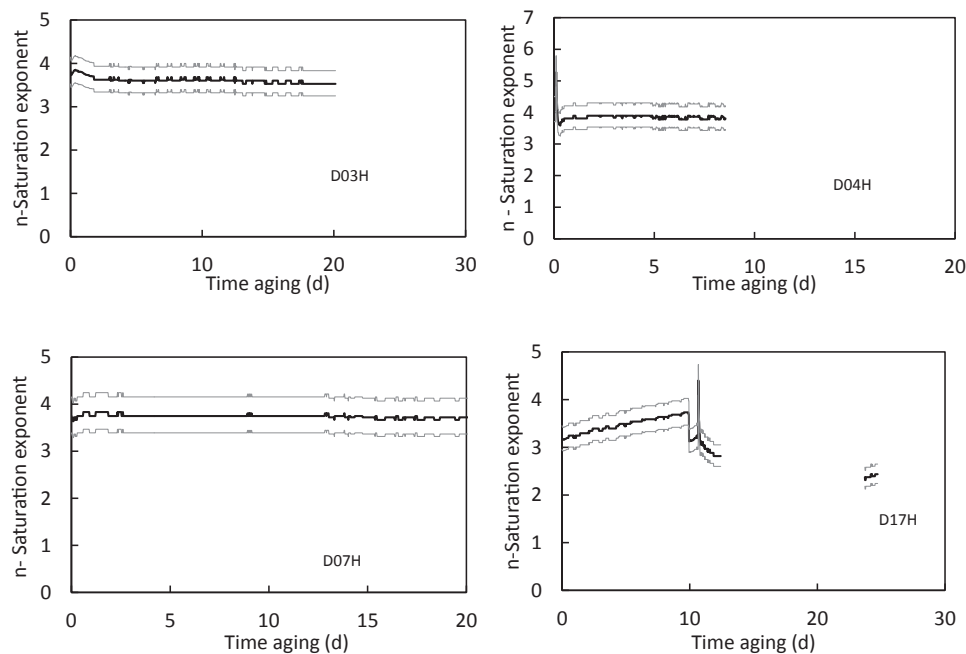 n-Saturation exponent
5
4
3
2
1
0
D03H
0 10 20 30
Time aging (d)
n - Saturation exponent
7
6
5
4
3
2
1
0
D04H
0 5 10 15 20
Time aging (d)
n- Saturation exponent
5
4
3
2
1
0
D07H
0 5 10 15 20
Time aging (d)
n-Saturation exponent
5
4
3
2
1
0
D17H
0 10 20 30
Time aging (d)